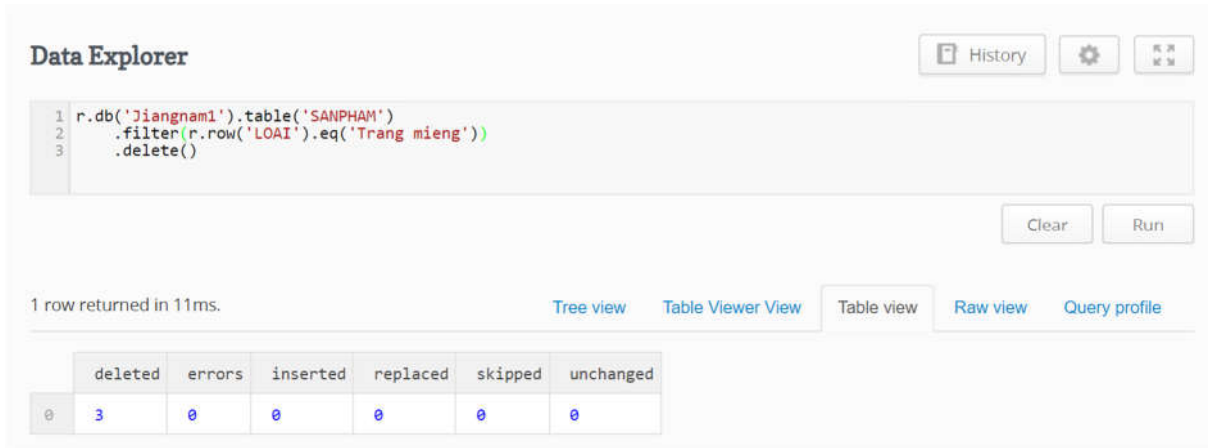 Data Explorer
History
1 r.db('Jiangnam1').table('SANPHAM')
2 .filter(r.row('LOAI').eq('Trang mieng'))
3 .delete()
Clear Run
1 row returned in 11ms. Tree view Table Viewer View Table view Raw view Query profile
deleted errors inserted replaced skipped unchanged
0 3 0 0 0 0 0